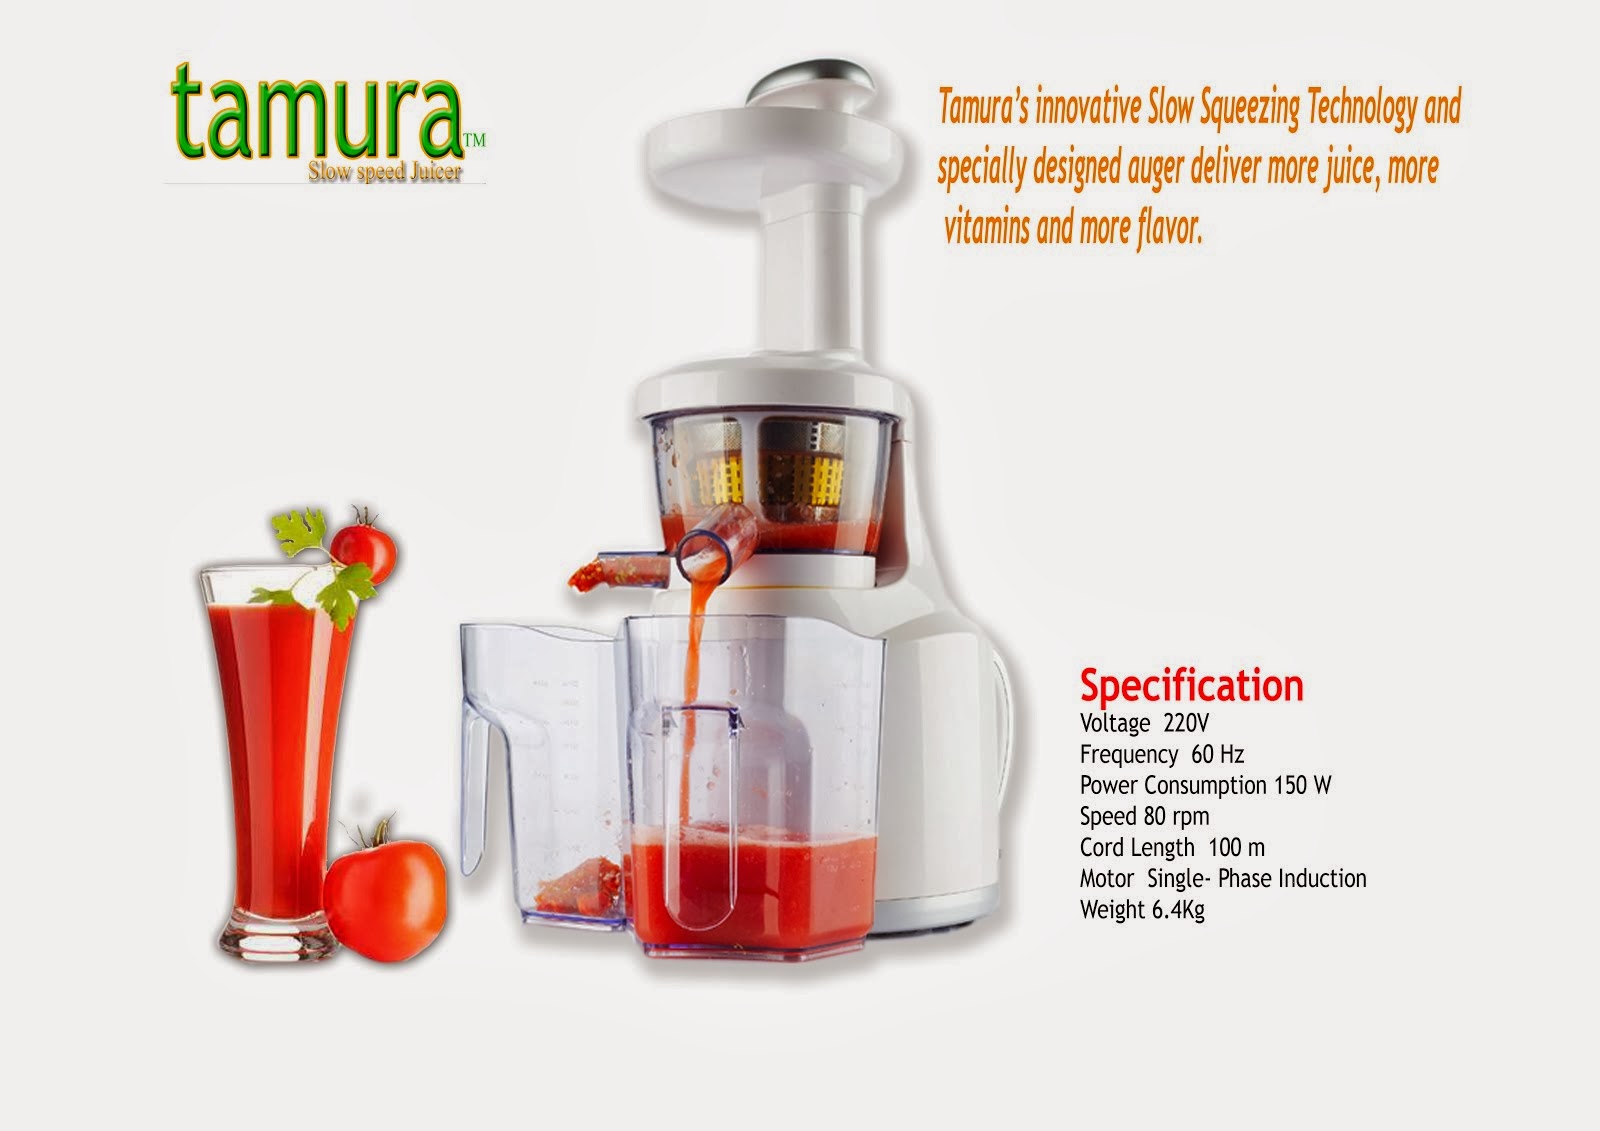 tamura TM
Slow speed Juicer
Tamura's innovative Slow Squeezing Technology and
specially designed auger deliver more juice, more
vitamins and more flavor.
Specification
Voltage 220V
Frequency 60 Hz
Power Consumption 150 W
Speed 80 rpm
Cord Length 100 m
Motor Single- Phase Induction
Weight 6.4Kg